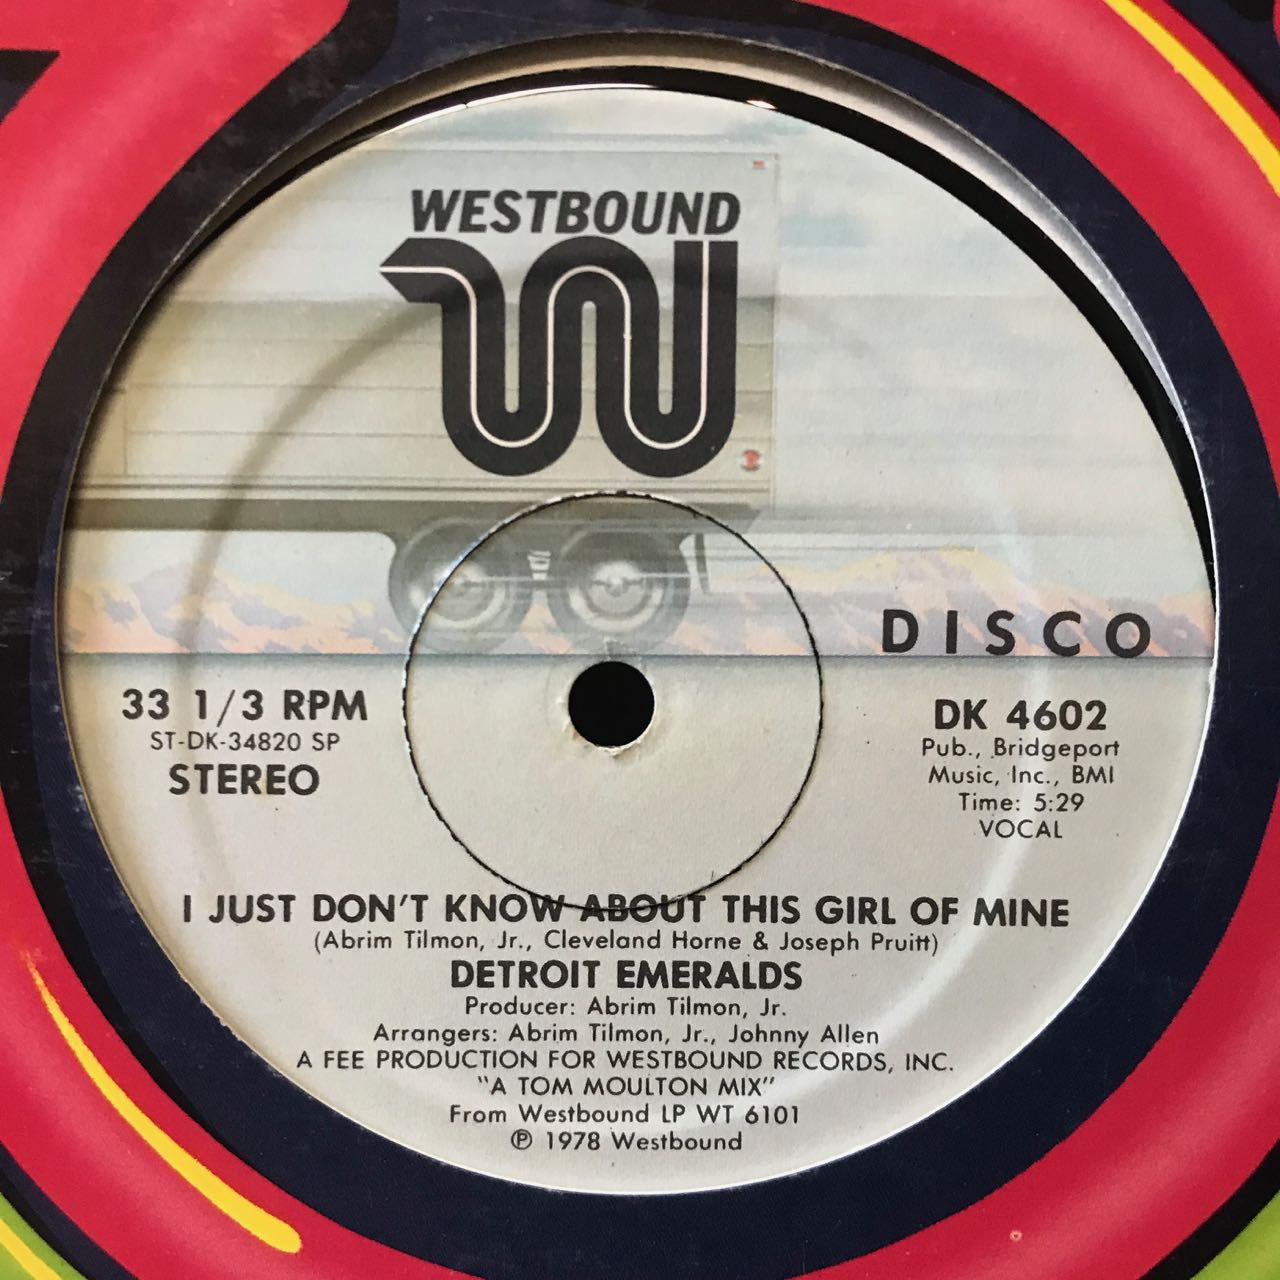 WESTBOUND
W
DISCO
33 1/3 RPM
ST-DK-34820 SP
STEREO
DK 4602
Pub., Bridgeport
Music, Inc., BMI
Time: 5:29
VOCAL
I JUST DON'T KNOW ABOUT THIS GIRL OF MINE
(Abrim Tilmon, Jr., Cleveland Horne & Joseph Pruitt)
DETROIT EMERALDS
Producer: Abrim Tilmon, Jr.
Arrangers: Abrim Tilmon, Jr., Johnny Allen
A FEE PRODUCTION FOR WESTBOUND RECORDS, INC.
"A TOM MOULTON MIX"
From Westbound LP WT 6101
℗ 1978 Westbound